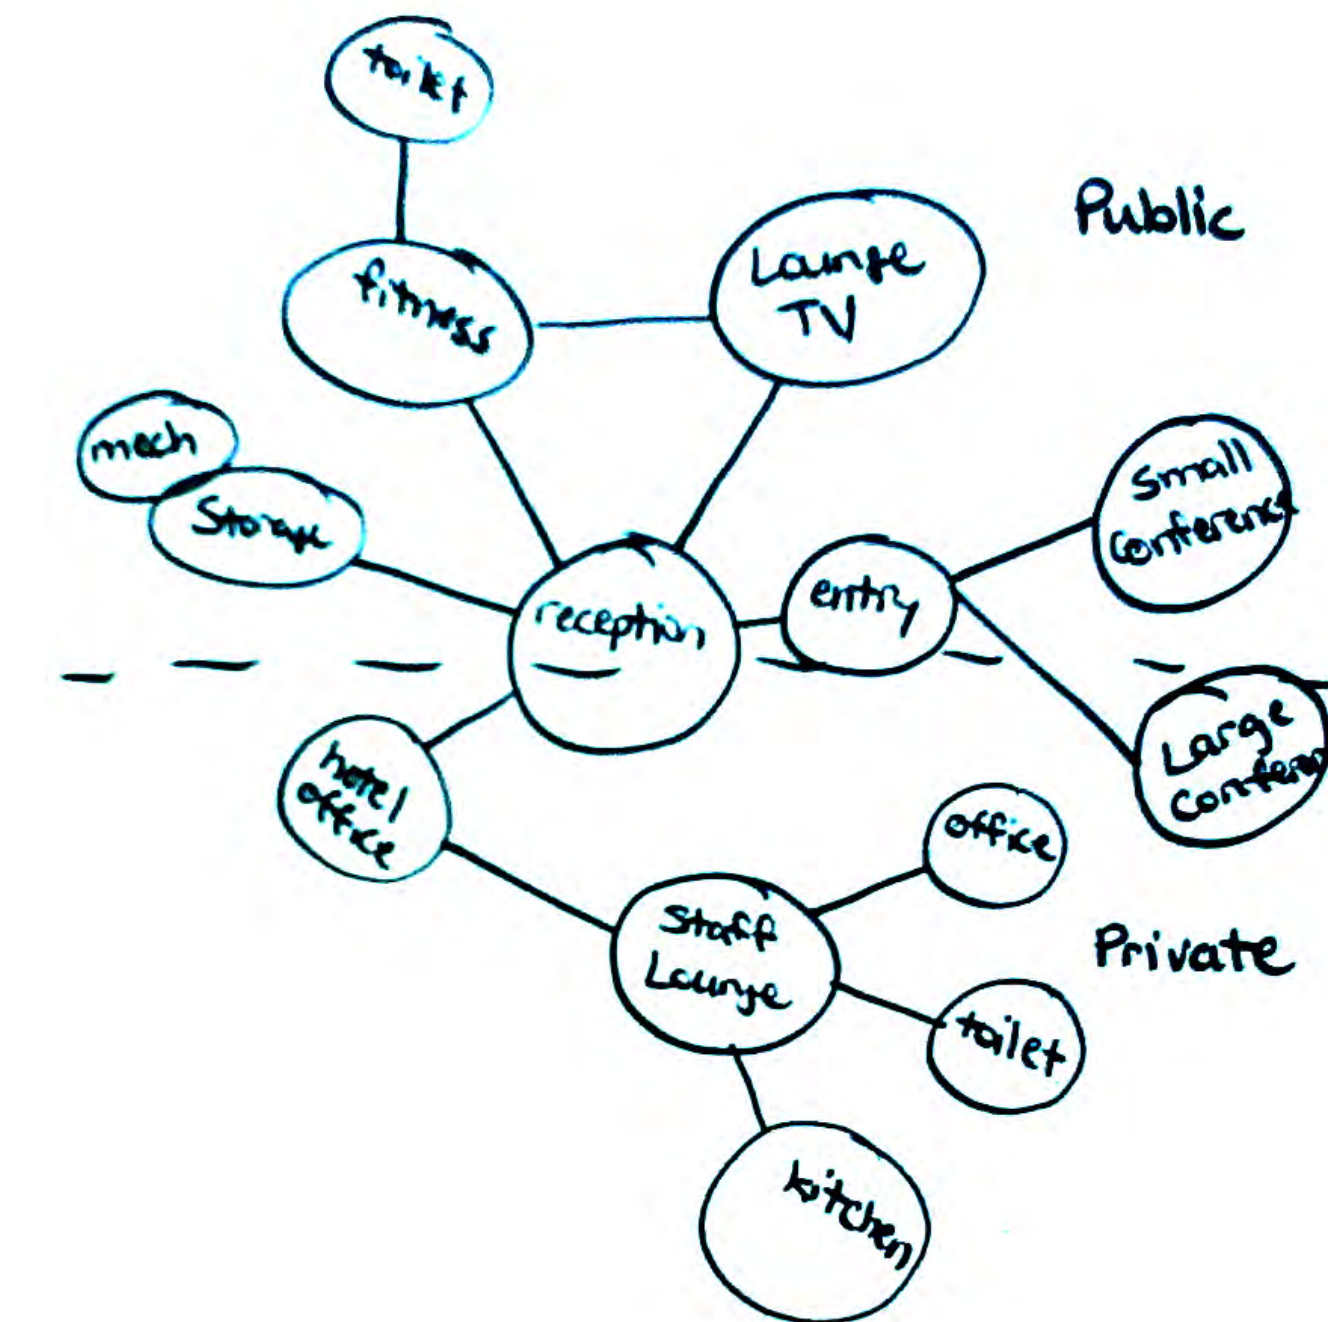 toilet
Public
Lounge
TV
fitness
mech
Storage
Small
Conference
entry
reception
Large
Conferen
hotel
office
office
Staff
Lounge
Private
toilet
kitchen